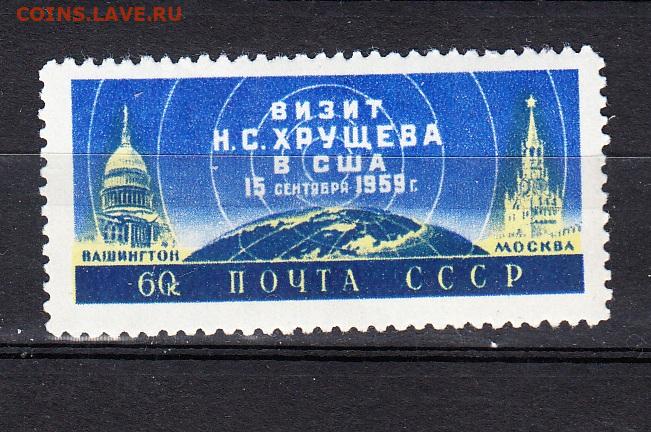 COINS.LAVE.RU
ВИЗИТ
Н.С.ХРУЩЕВА
В США
15 СЕНТЯБРЯ 1959 г.
ВАШИНГТОН
МОСКВА
60к ПОЧТА СССР